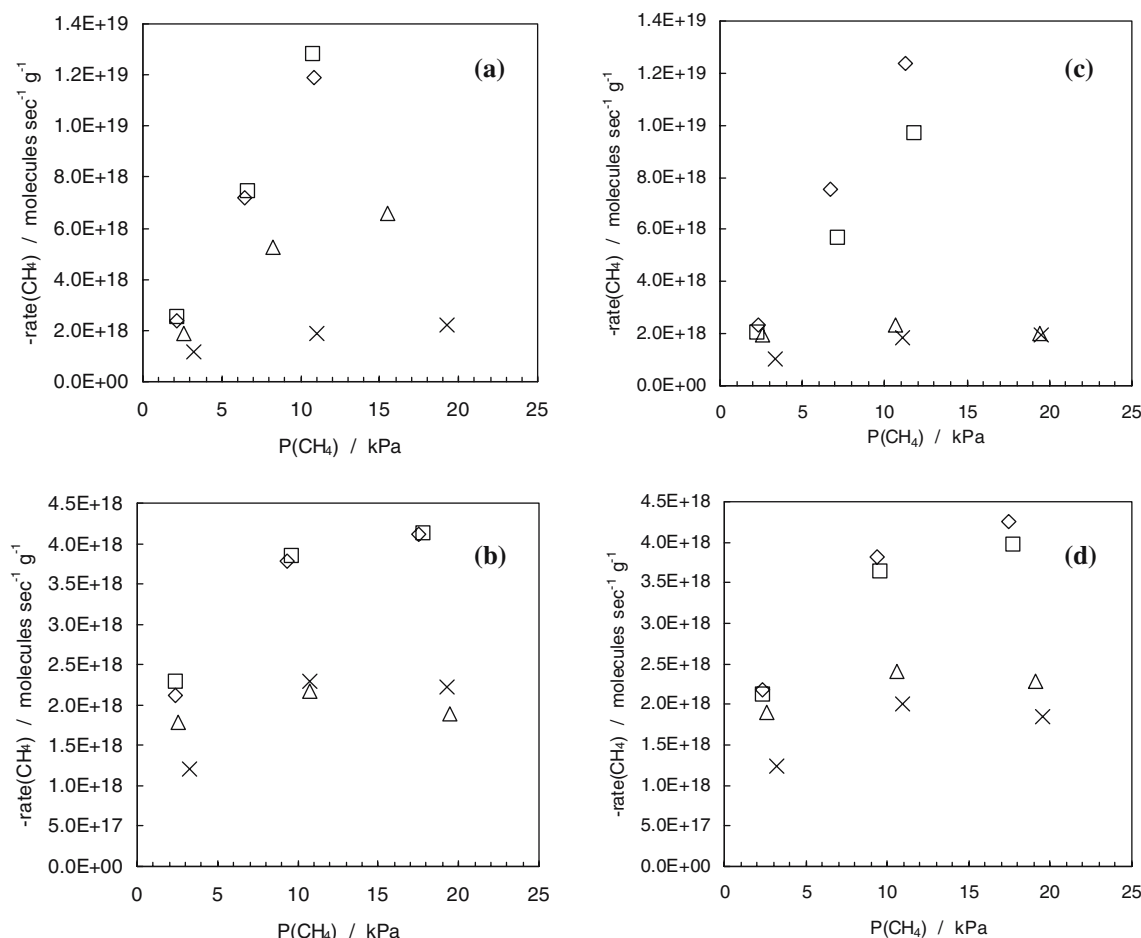 -rate(CH₄) / molecules sec⁻¹ g⁻¹
1.4E+19
1.2E+19
1.0E+19
8.0E+18
6.0E+18
4.0E+18
2.0E+18
0.0E+00
(a)
0 5 10 15 20 25
P(CH₄) / kPa
-rate(CH₄) / molecules sec⁻¹ g⁻¹
1.4E+19
1.2E+19
1.0E+19
8.0E+18
6.0E+18
4.0E+18
2.0E+18
0.0E+00
(c)
0 5 10 15 20 25
P(CH₄) / kPa
-rate(CH₄) / molecules sec⁻¹ g⁻¹
4.5E+18
4.0E+18
3.5E+18
3.0E+18
2.5E+18
2.0E+18
1.5E+18
1.0E+18
5.0E+17
0.0E+00
(b)
0 5 10 15 20 25
P(CH₄) / kPa
-rate(CH₄) / molecules sec⁻¹ g⁻¹
4.5E+18
4.0E+18
3.5E+18
3.0E+18
2.5E+18
2.0E+18
1.5E+18
1.0E+18
5.0E+17
0.0E+00
(d)
0 5 10 15 20 25
P(CH₄) / kPa